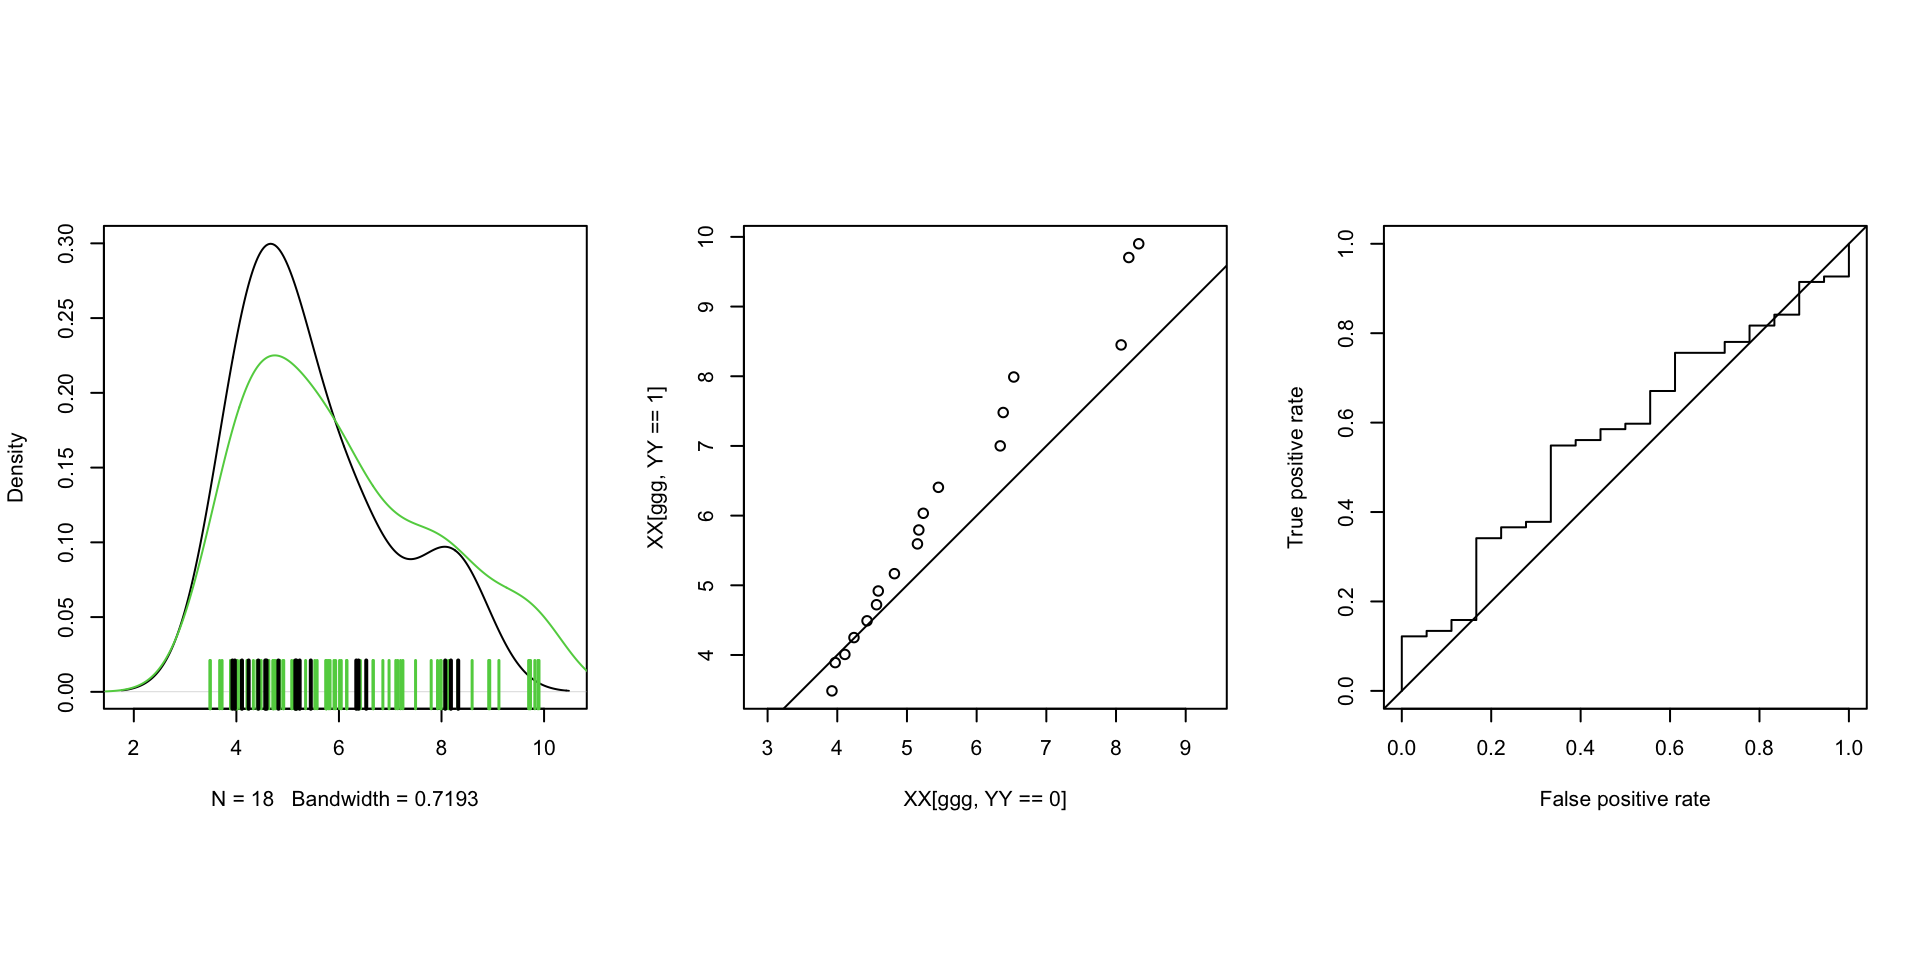 Density
0.00 0.05 0.10 0.15 0.20 0.25 0.30
2 4 6 8 10
N = 18 Bandwidth = 0.7193
XX[ggg, YY == 1]
4 5 6 7 8 9 10
3 4 5 6 7 8 9
XX[ggg, YY == 0]
True positive rate
0.0 0.2 0.4 0.6 0.8 1.0
0.0 0.2 0.4 0.6 0.8 1.0
False positive rate